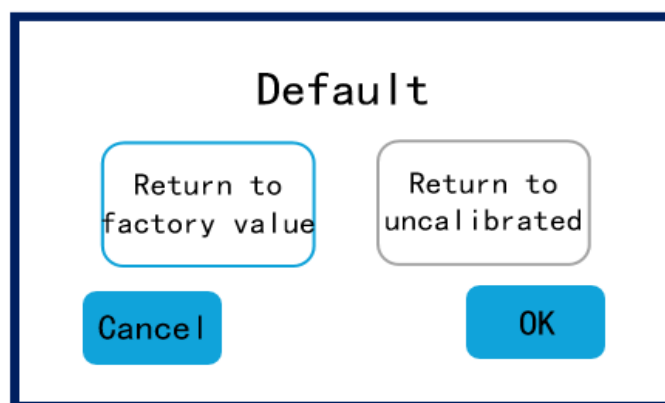 Default
Return to
factory value
Return to
uncalibrated
Cancel
OK